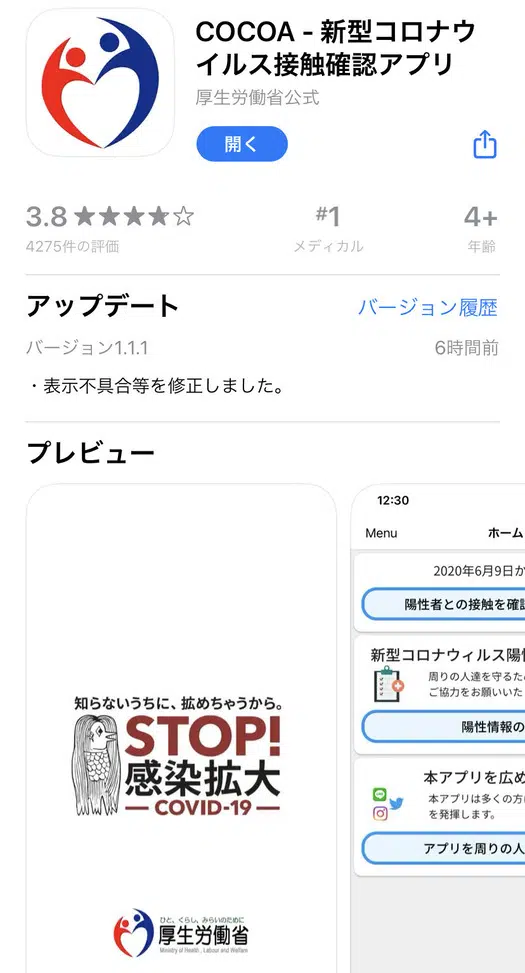 COCOA - 新型コロナウ
イルス接触確認アプリ
厚生労働省公式
開く
3.8
#1
4+
4275件の評価
メディカル
年齢
アップデート
バージョン履歴
バージョン1.1.1
6時間前
・表示不具合等を修正しました。
プレビュー
知らないうちに、拡めちゃうから。
STOP!
感染拡大
COVID-19
ひと、くらし、みらいのために
厚生労働省
Ministry of Health, Labour and Welfare
12:30
Menu
ホーム
2020年6月9日か
陽性者との接触を確認
新型コロナウィルス陽性
周りの人達を守るため
ご協力をお願いいた
陽性情報の
本アプリを広め
本アプリは多くの方に
を発揮します。
アプリを周りの人